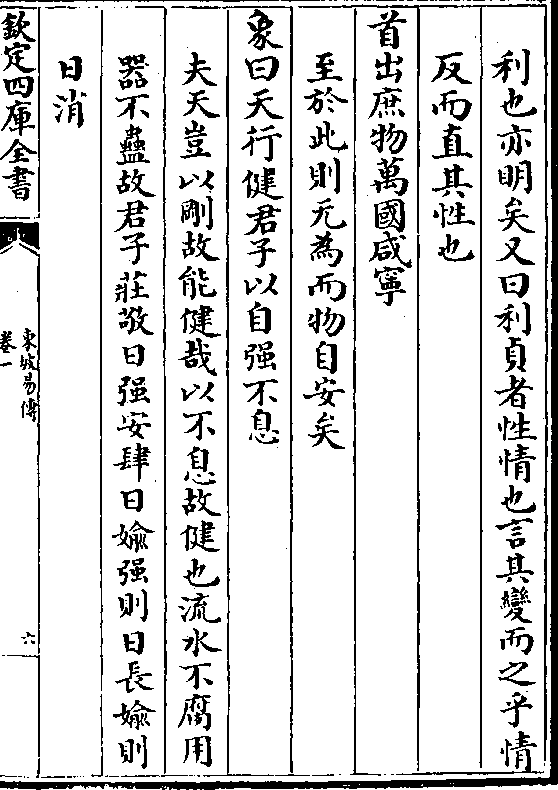 利也亦明矣又曰利貞者性情也言其變而之乎情
反而直其性也
首出庶物萬國咸寧
至於此則无為而物自安矣
象曰天行健君子以自强不息
夫天豈以剛故能健哉以不息故健也流水不腐用
器不蠱故君子莊敬日强安肆日媮强則日長媮則
日消
欽定四庫全書
東坡易傳
卷一
六